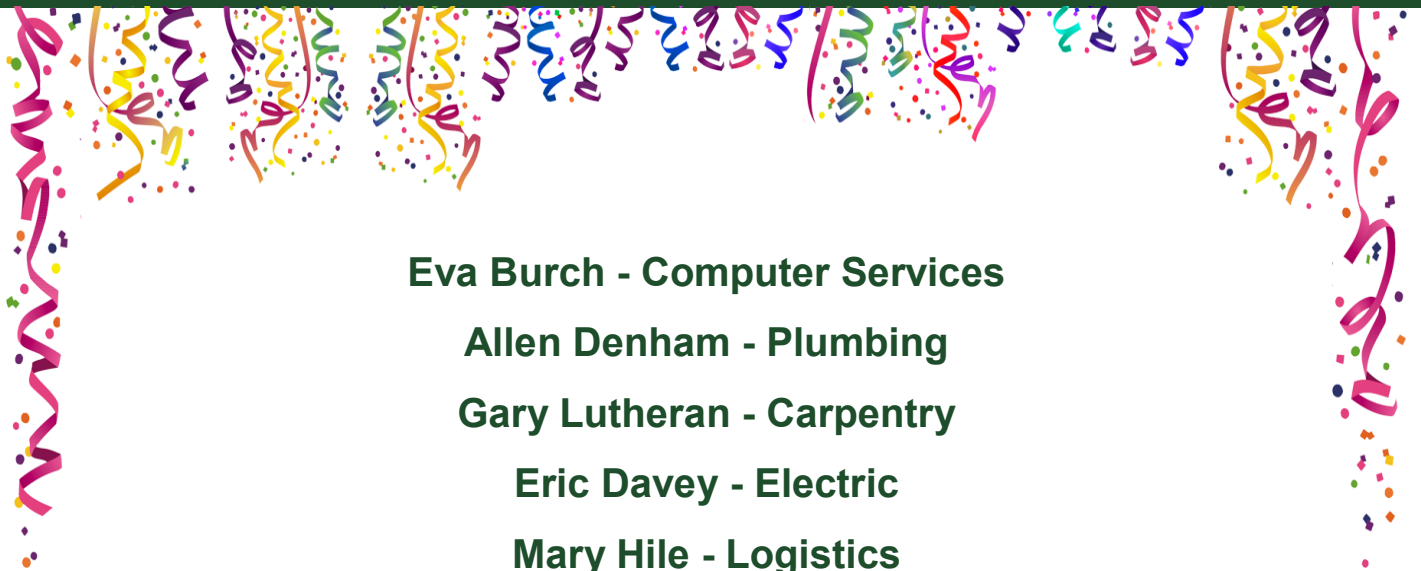 Eva Burch - Computer Services
Allen Denham - Plumbing
Gary Lutheran - Carpentry
Eric Davey - Electric
Mary Hile - Logistics